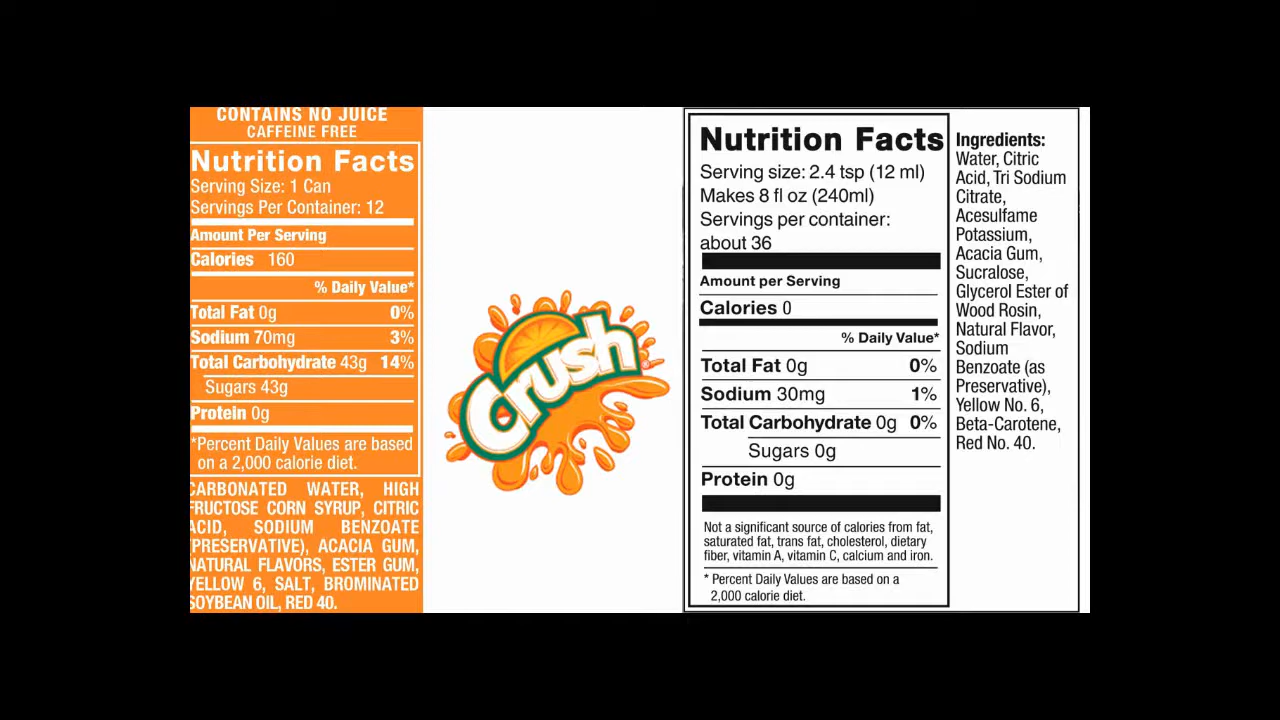 CONTAINS NO JUICE
CAFFEINE FREE
Nutrition Facts
Serving Size: 1 Can
Servings Per Container: 12
Amount Per Serving
Calories 160
% Daily Value*
Total Fat 0g 0%
Sodium 70mg 3%
Total Carbohydrate 43g 14%
Sugars 43g
Protein 0g
*Percent Daily Values are based
on a 2,000 calorie diet.
CARBONATED WATER, HIGH
FRUCTOSE CORN SYRUP, CITRIC
ACID, SODIUM BENZOATE
(PRESERVATIVE), ACACIA GUM,
NATURAL FLAVORS, ESTER GUM,
YELLOW 6, SALT, BROMINATED
SOYBEAN OIL, RED 40.
Crush
Nutrition Facts
Serving size: 2.4 tsp (12 ml)
Makes 8 fl oz (240ml)
Servings per container:
about 36
Amount per Serving
Calories 0
% Daily Value*
Total Fat 0g 0%
Sodium 30mg 1%
Total Carbohydrate 0g 0%
Sugars 0g
Protein 0g
Not a significant source of calories from fat,
saturated fat, trans fat, cholesterol, dietary
fiber, vitamin A, vitamin C, calcium and iron.
* Percent Daily Values are based on a
2,000 calorie diet.
Ingredients:
Water, Citric
Acid, Tri Sodium
Citrate,
Acesulfame
Potassium,
Acacia Gum,
Sucralose,
Glycerol Ester of
Wood Rosin,
Natural Flavor,
Sodium
Benzoate (as
Preservative),
Yellow No. 6,
Beta-Carotene,
Red No. 40.